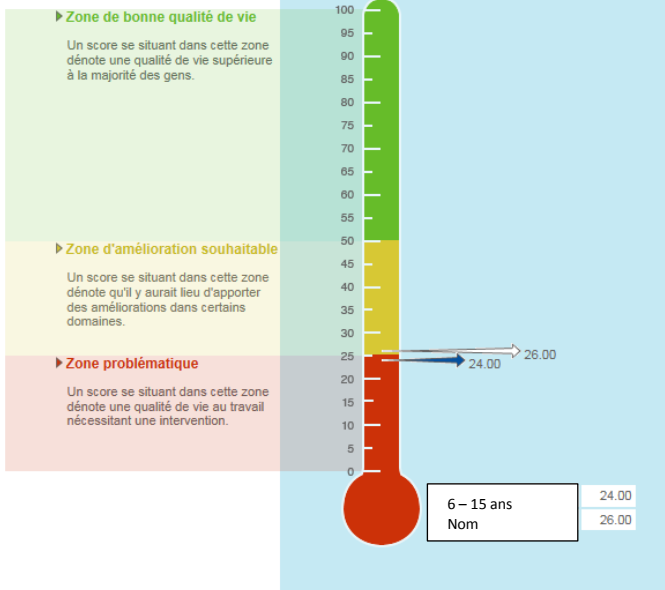 Zone de bonne qualité de vie
Un score se situant dans cette zone
dénote une qualité de vie supérieure
à la majorité des gens.
Zone d'amélioration souhaitable
Un score se situant dans cette zone
dénote qu'il y aurait lieu d'apporter
des améliorations dans certains
domaines.
Zone problématique
Un score se situant dans cette zone
dénote une qualité de vie au travail
nécessitant une intervention.
100
95
90
85
80
75
70
65
60
55
50
45
40
35
30
25
20
15
10
5
0
26.00
24.00
6 – 15 ans
Nom
24.00
26.00